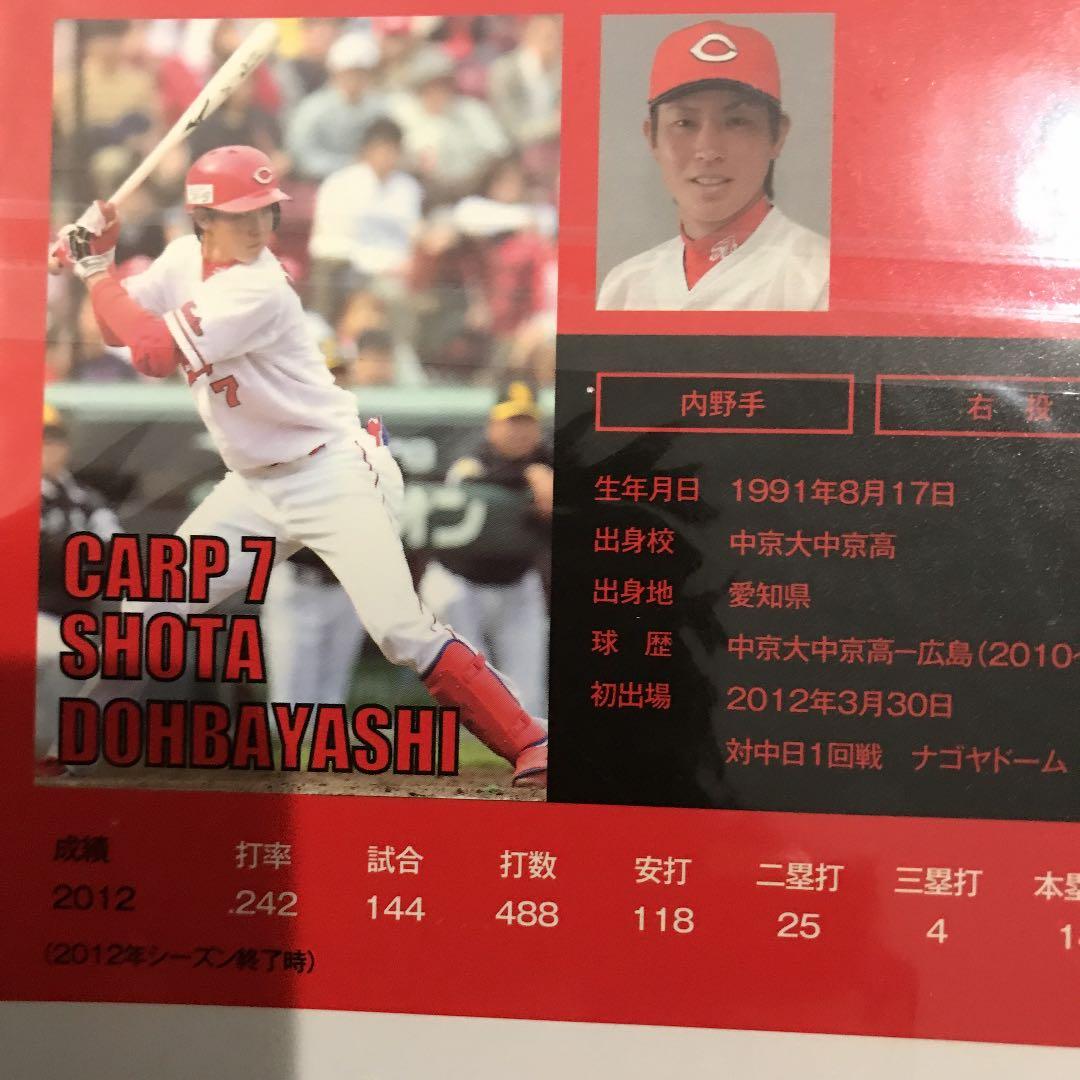 7
CARP 7
SHOTA
DOHBAYASHI
内野手 右 投
生年月日 1991年8月17日
出身校 中京大中京高
出身地 愛知県
球 歴 中京大中京高ー広島(2010
初出場 2012年3月30日
対中日1回戦 ナゴヤドーム
成績 打率 試合 打数 安打 二塁打 三塁打 本塁
2012 .242 144 488 118 25 4 1
(2012年シーズン終了時)